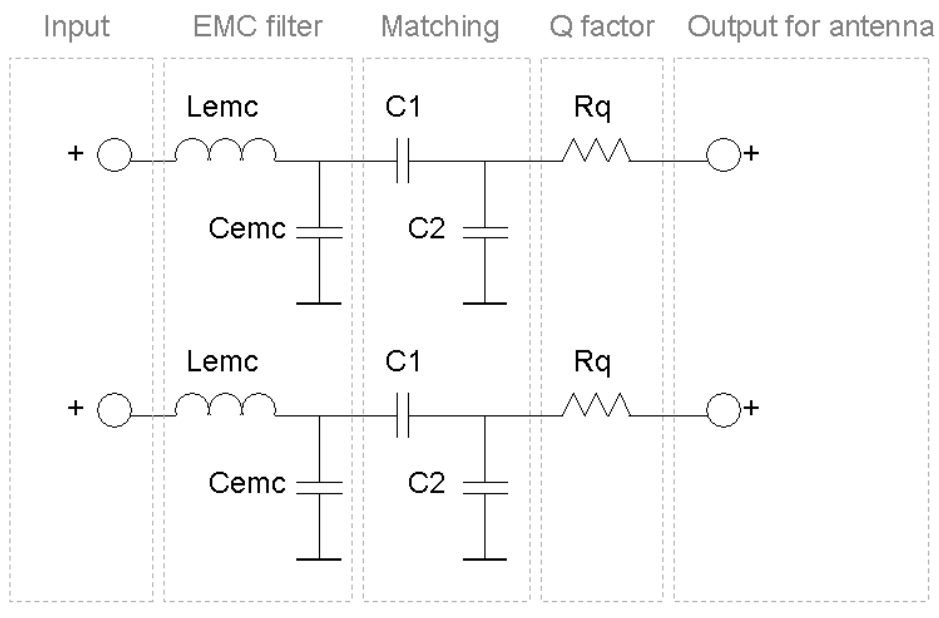 Input EMC filter Matching Q factor Output for antenna
Lemc C1 Rq
+ +
Cemc C2
Lemc C1 Rq
+ +
Cemc C2